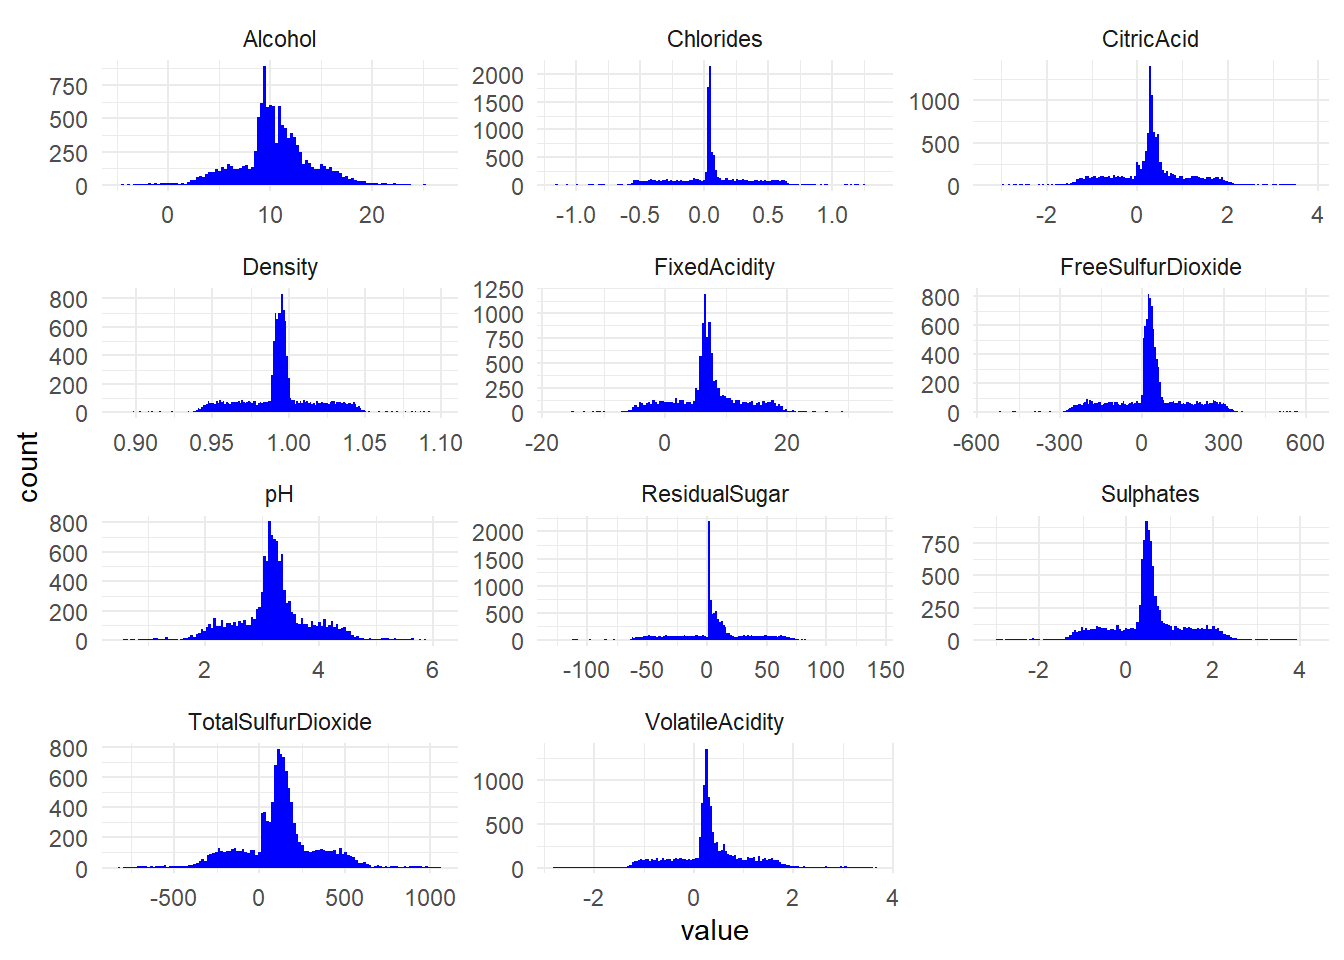 Alcohol
750
500
250
0
0 10 20
Chlorides
2000
1500
1000
500
0
-1.0 -0.5 0.0 0.5 1.0
CitricAcid
1000
500
0
-2 0 2 4
Density
800
600
400
200
0
0.90 0.95 1.00 1.05 1.10
FixedAcidity
1250
1000
750
500
250
0
-20 0 20
FreeSulfurDioxide
800
600
400
200
0
-600 -300 0 300 600
pH
800
600
400
200
0
2 4 6
ResidualSugar
2000
1500
1000
500
0
-100 -50 0 50 100 150
Sulphates
750
500
250
0
-2 0 2 4
TotalSulfurDioxide
800
600
400
200
0
-500 0 500 1000
VolatileAcidity
1000
500
0
-2 0 2 4
count
value